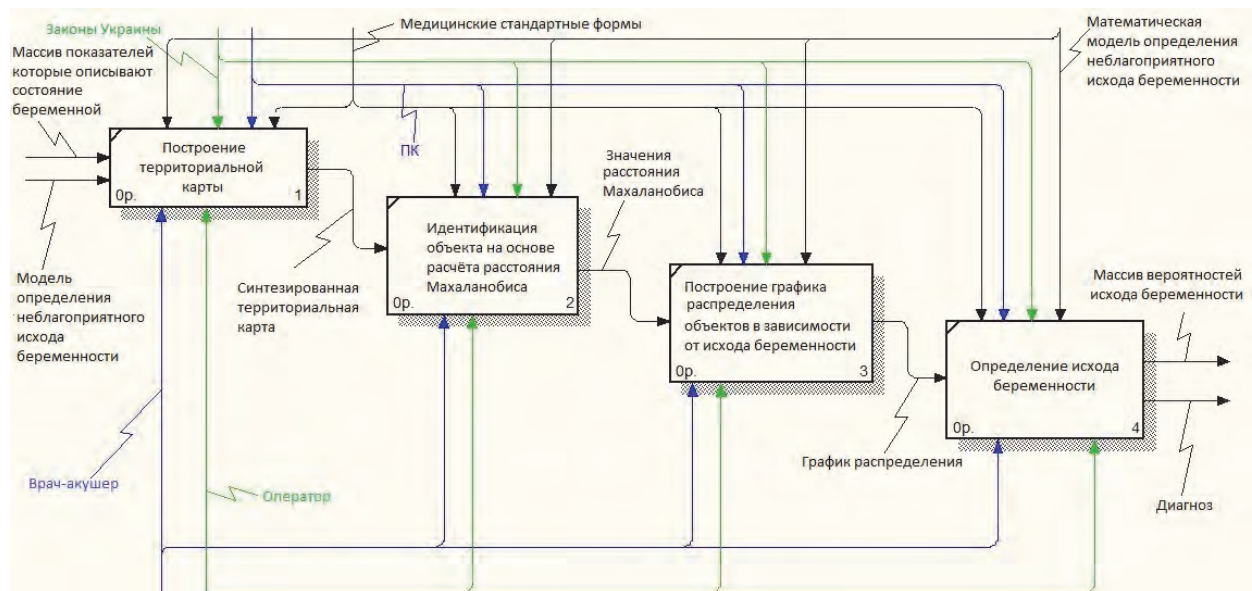 Законы Украины
Медицинские стандартные формы
Математическая
модель определения
неблагоприятного
исхода беременности
Массив показателей
которые описывают
состояние
беременной
ПК
Построение
территориальной
карты
0р.
1
Значения
расстояния
Махаланобиса
Идентификация
объекта на основе
расчёта расстояния
Махаланобиса
0р.
2
Модель
определения
неблагоприятного
исхода
беременности
Синтезированная
территориальная
карта
Построение графика
распределения
объектов в зависимости
от исхода беременности
0р.
3
Массив вероятностей
исхода беременности
Определение исхода
беременности
0р.
4
График распределения
Врач-акушер
Оператор
Диагноз